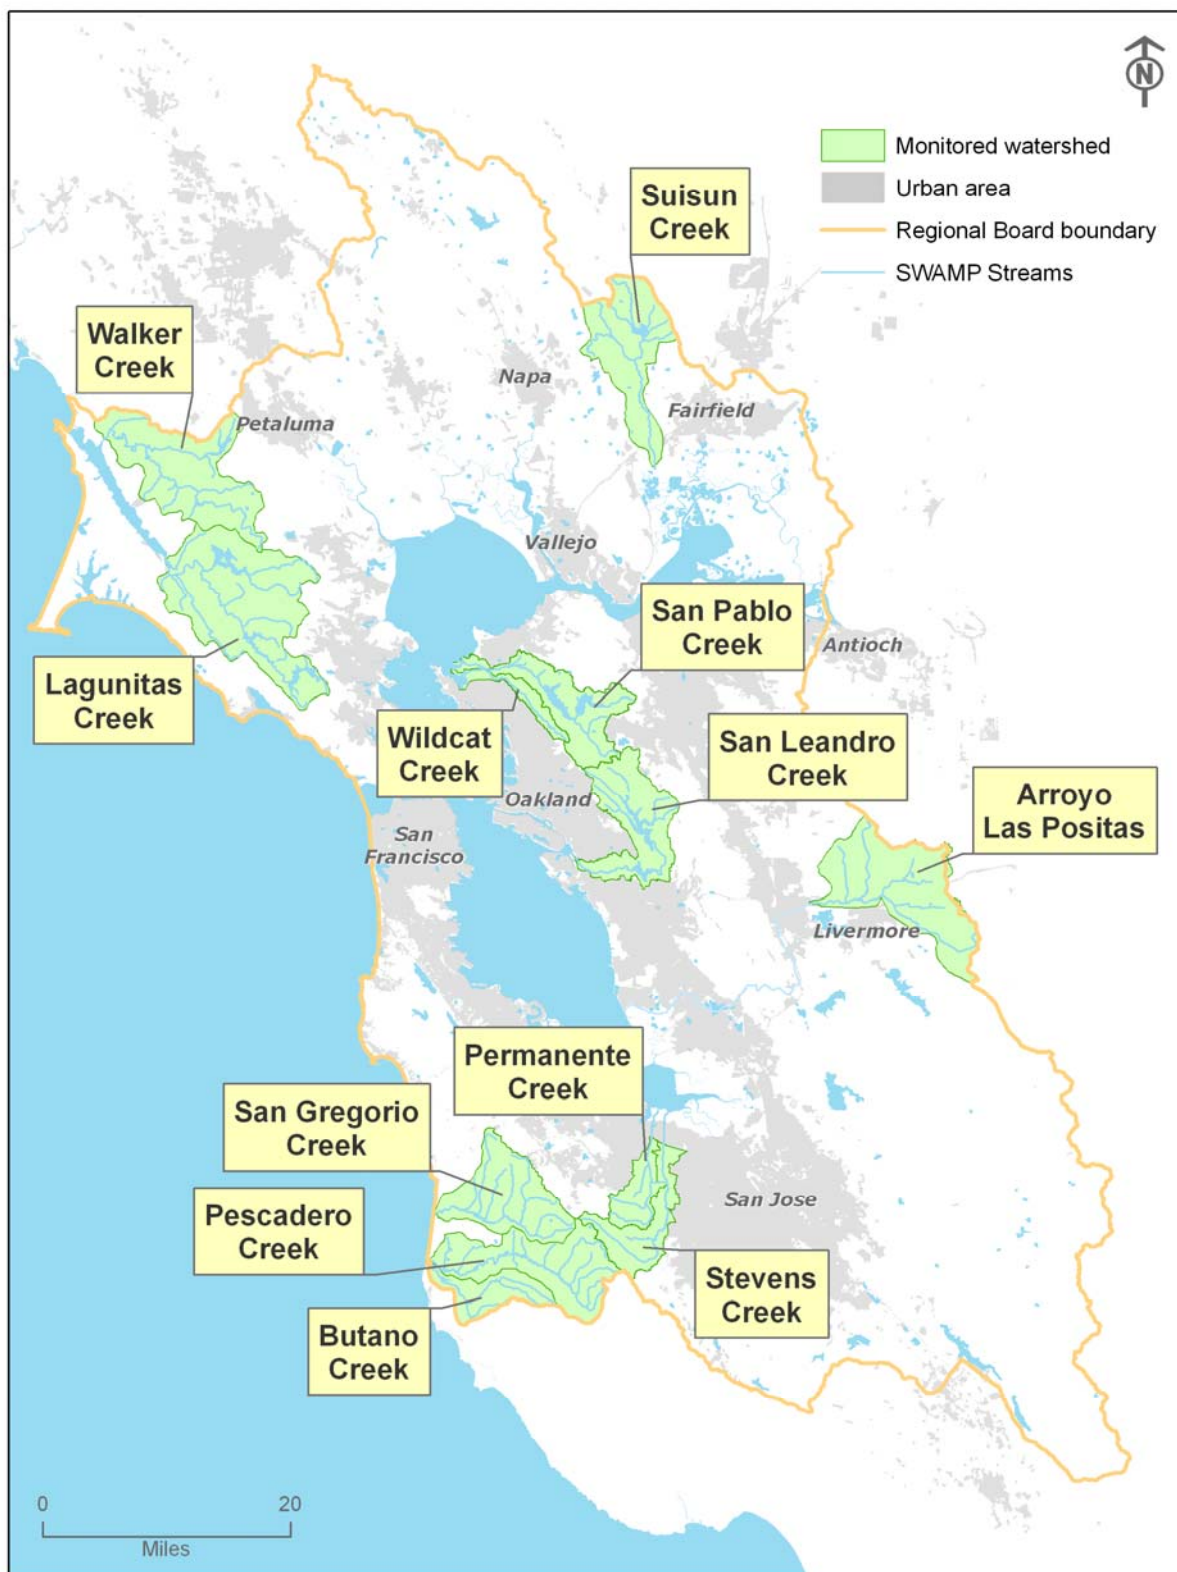 N
Monitored watershed
Urban area
Regional Board boundary
SWAMP Streams
Suisun
Creek
Walker
Creek
Napa
Petaluma
Fairfield
Vallejo
San Pablo
Creek
Antioch
Lagunitas
Creek
Wildcat
Creek
San Leandro
Creek
Oakland
Arroyo
Las Positas
San
Francisco
Livermore
Permanente
Creek
San Gregorio
Creek
Pescadero
Creek
San Jose
Stevens
Creek
Butano
Creek
0 20
Miles